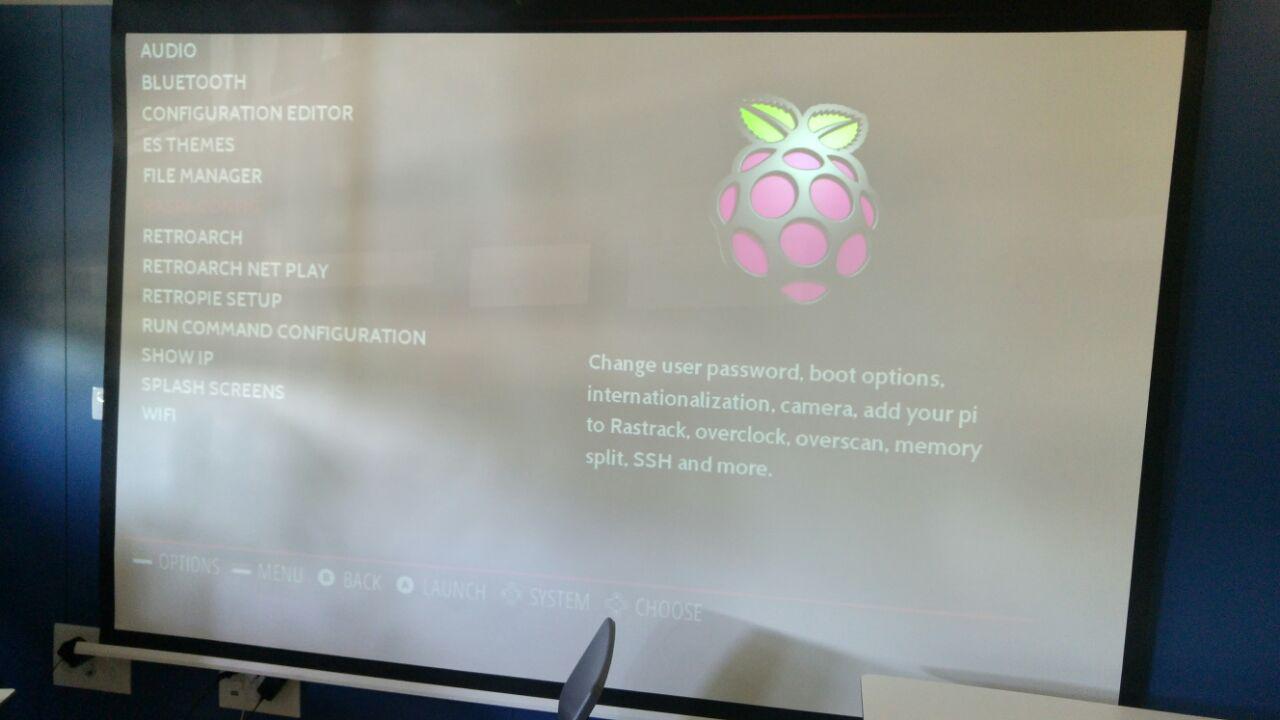 AUDIO
BLUETOOTH
CONFIGURATION EDITOR
ES THEMES
FILE MANAGER
RETROARCH
RETROARCH NET PLAY
RETROPIE SETUP
RUN COMMAND CONFIGURATION
SHOW IP
SPLASH SCREENS
WIFI
Change user password, boot options,
internationalization, camera, add your pi
to Rastrack, overclock, overscan, memory
split, SSH and more.
OPTIONS MENU B BACK A LAUNCH SYSTEM CHOOSE